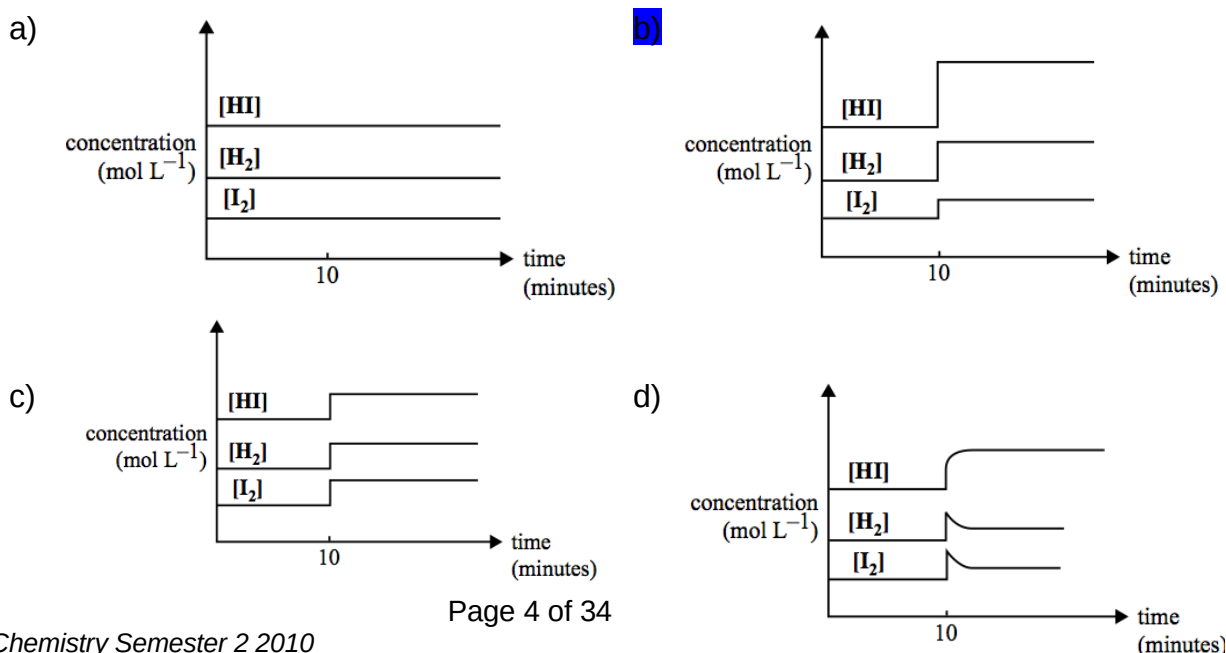 a)
[HI]
[H2]
[I2]
concentration
(mol L−1)
10
time
(minutes)
b)
[HI]
[H2]
[I2]
concentration
(mol L−1)
10
time
(minutes)
c)
[HI]
[H2]
[I2]
concentration
(mol L−1)
10
time
(minutes)
d)
[HI]
[H2]
[I2]
concentration
(mol L−1)
10
time
(minutes)
Page 4 of 34
Chemistry Semester 2 2010